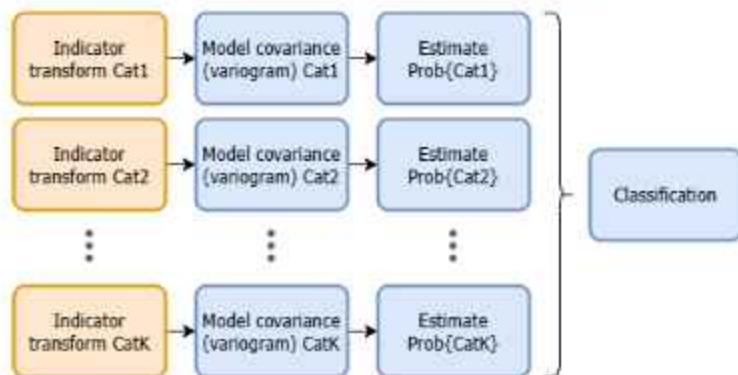 Indicator
transform Cat1
Model covariance
(variogram) Cat1
Estimate
Prob{Cat1}
Indicator
transform Cat2
Model covariance
(variogram) Cat2
Estimate
Prob{Cat2}
Classification
Indicator
transform CatK
Model covariance
(variogram) CatK
Estimate
Prob{CatK}